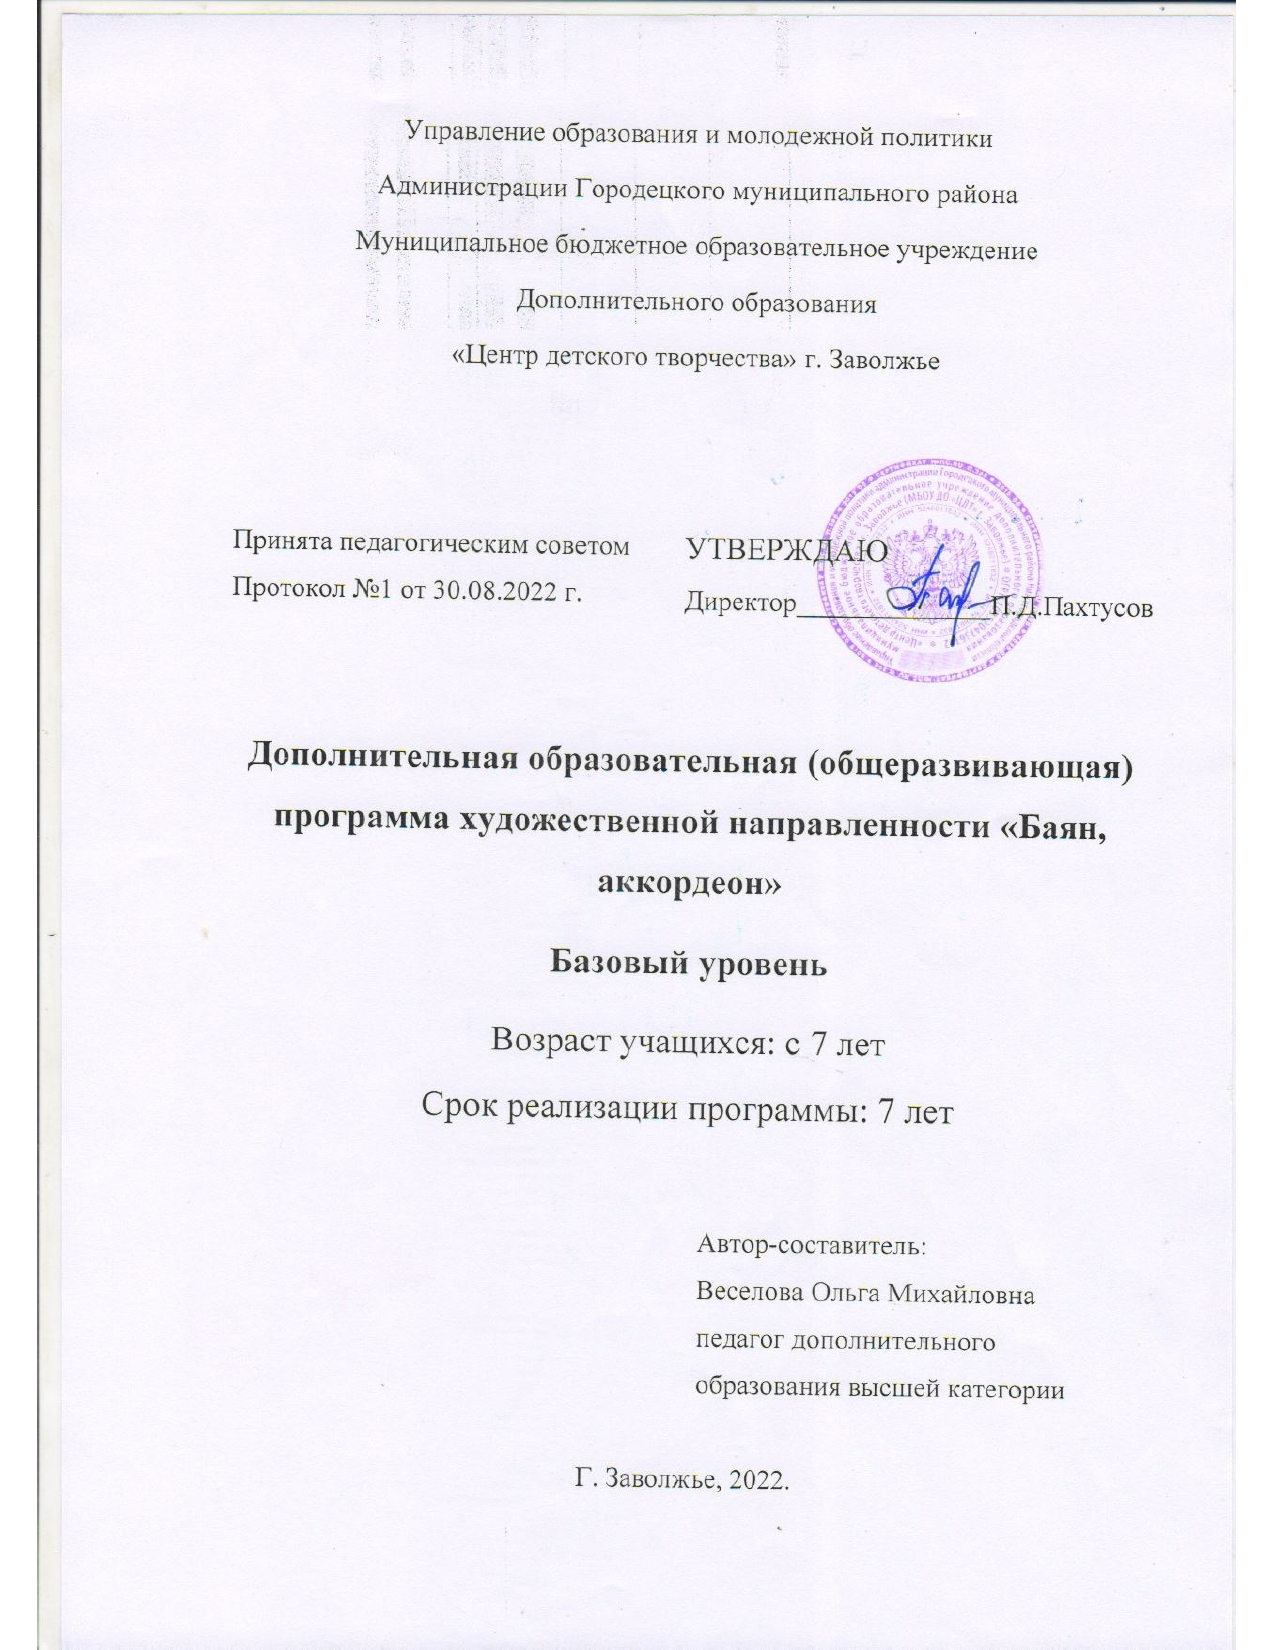 Управление образования и молодежной политики
Администрации Городецкого муниципального района
Муниципальное бюджетное образовательное учреждение
Дополнительного образования
«Центр детского творчества» г. Заволжье
Принята педагогическим советом
Протокол №1 от 30.08.2022 г.
УТВЕРЖДАЮ
Директор______________П.Д.Пахтусов
Дополнительная образовательная (общеразвивающая)
программа художественной направленности «Баян,
аккордеон»
Базовый уровень
Возраст учащихся: с 7 лет
Срок реализации программы: 7 лет
Автор-составитель:
Веселова Ольга Михайловна
педагог дополнительного
образования высшей категории
Г. Заволжье, 2022.